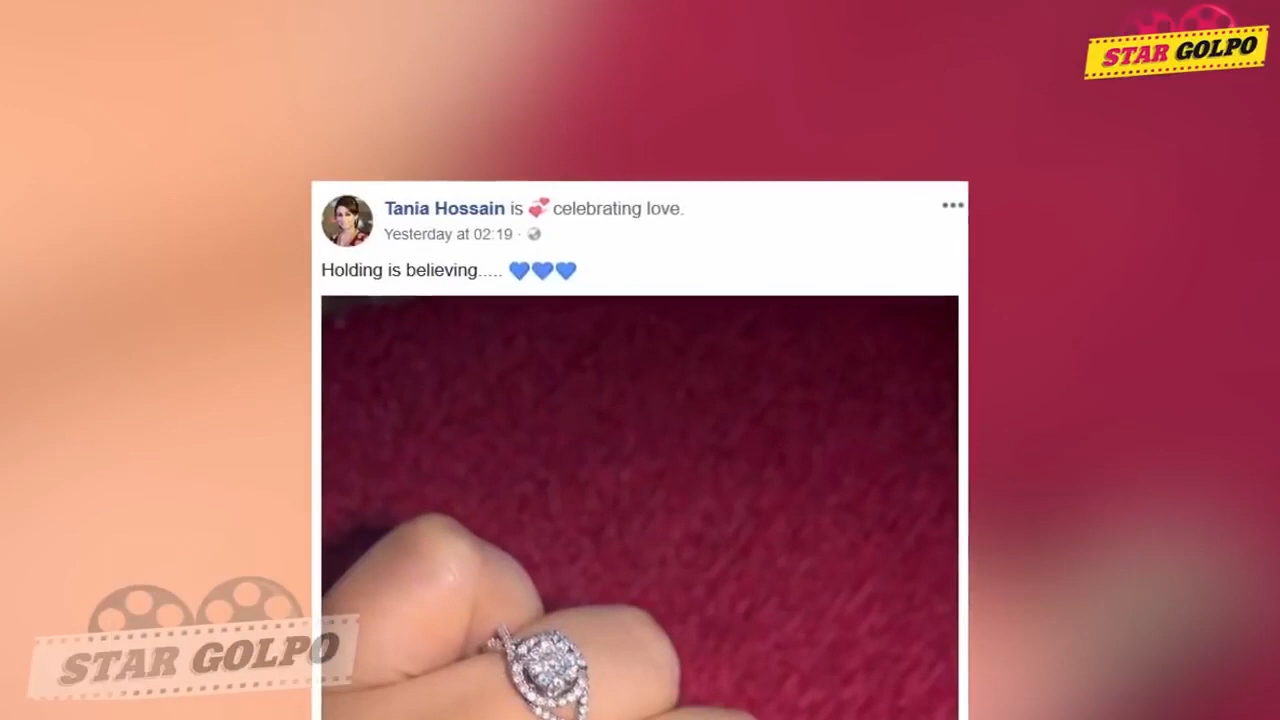 STAR GOLPO
Tania Hossain is 💞 celebrating love.
Yesterday at 02:19 ·
Holding is believing..... 💙💙💙
STAR GOLPO